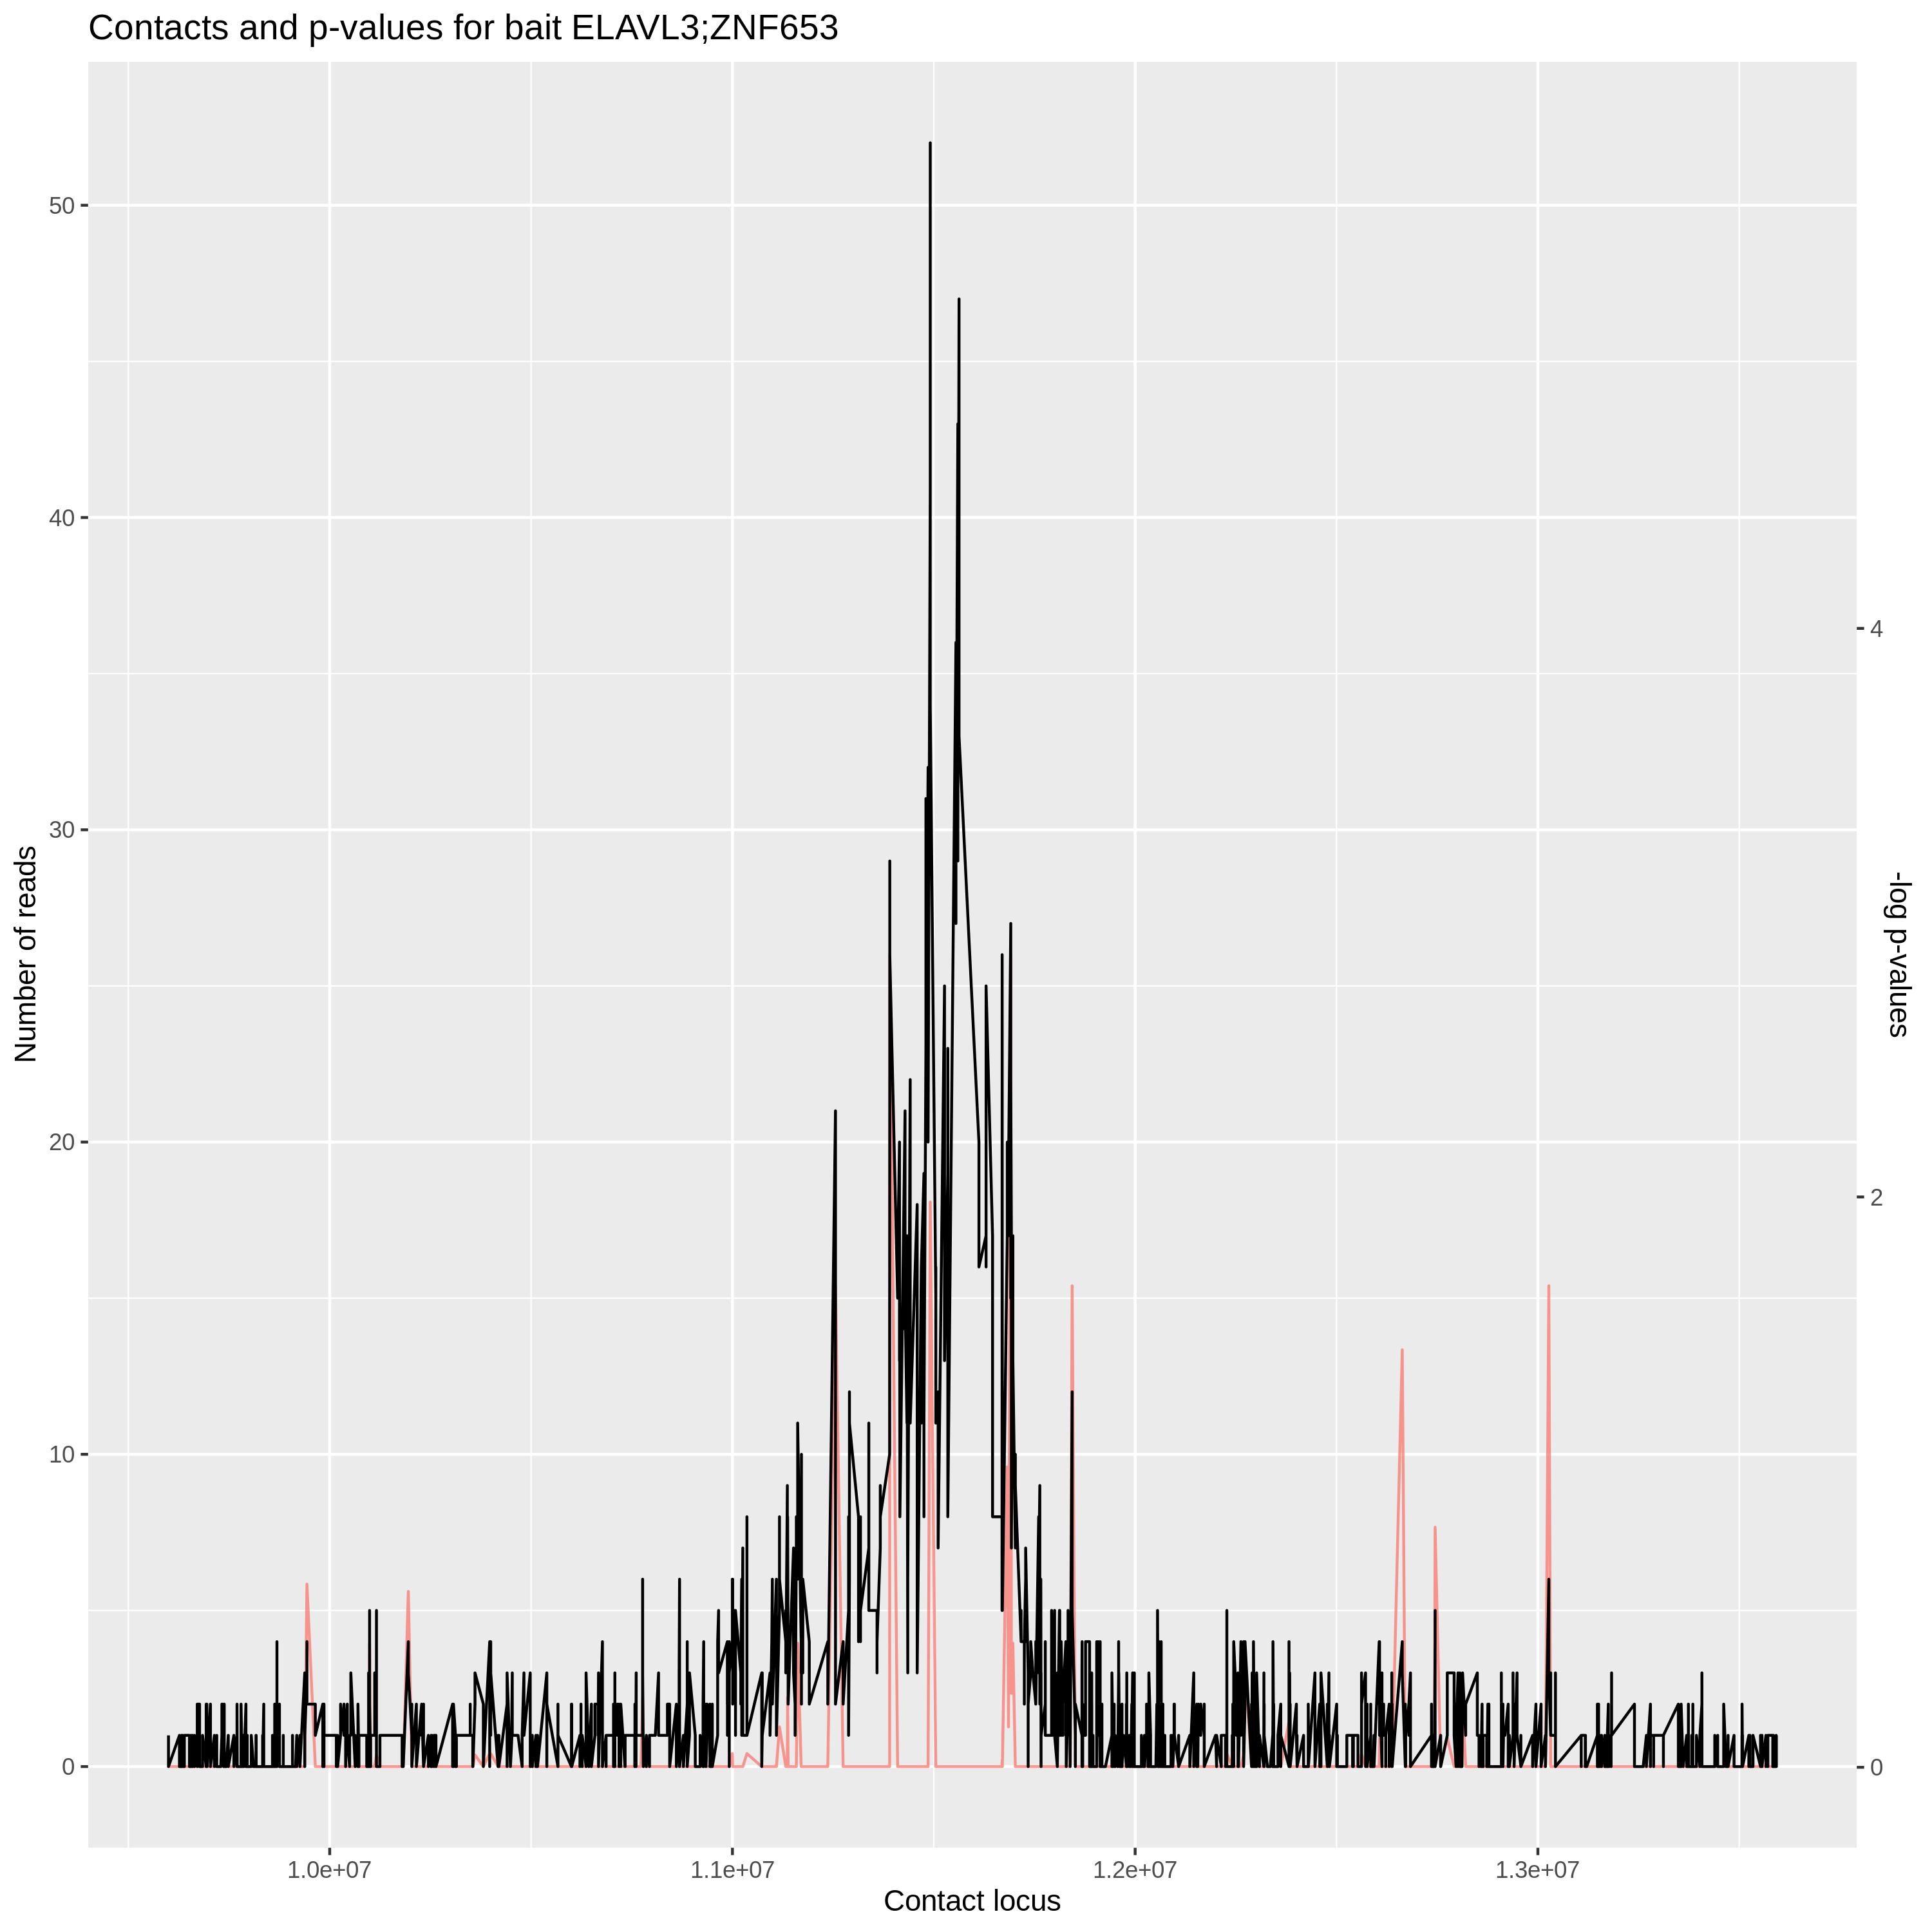 Contacts and p-values for bait ELAVL3;ZNF653
50
40
30
20
10
0
Number of reads
4
2
0
-log p-values
1.0e+07
1.1e+07
1.2e+07
1.3e+07
Contact locus